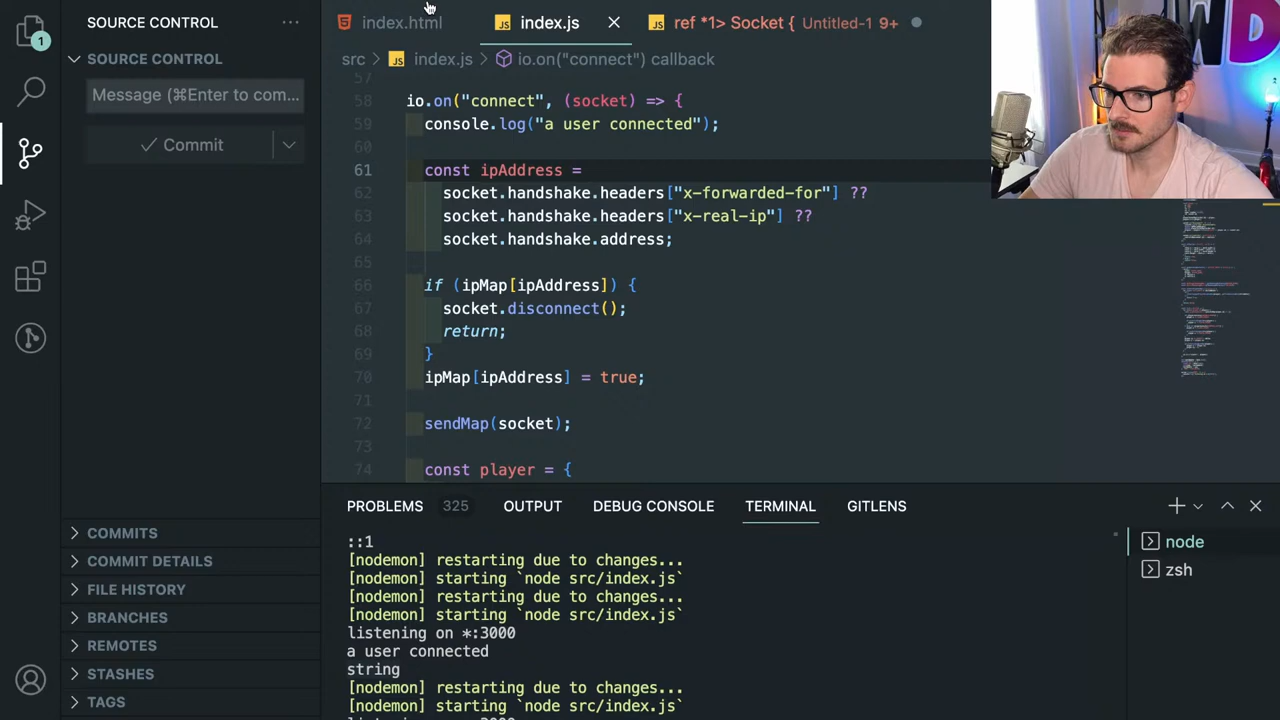 SOURCE CONTROL
SOURCE CONTROL
Message (⌘Enter to com...
Commit
1
COMMITS
COMMIT DETAILS
FILE HISTORY
BRANCHES
REMOTES
STASHES
TAGS
index.html
JS index.js
JS ref *1> Socket { Untitled-1 9+
src JS index.js io.on("connect") callback
57
58 io.on("connect", (socket) => {
59 console.log("a user connected");
60
61 const ipAddress =
62 socket.handshake.headers["x-forwarded-for"] ??
63 socket.handshake.headers["x-real-ip"] ??
64 socket.handshake.address;
65
66 if (ipMap[ipAddress]) {
67 socket.disconnect();
68 return;
69 }
70 ipMap[ipAddress] = true;
71
72 sendMap(socket);
73
74 const player = {
PROBLEMS 325 OUTPUT DEBUG CONSOLE TERMINAL GITLENS
::1
[nodemon] restarting due to changes...
[nodemon] starting `node src/index.js`
[nodemon] restarting due to changes...
[nodemon] starting `node src/index.js`
listening on *:3000
a user connected
string
[nodemon] restarting due to changes...
[nodemon] starting `node src/index.js`
node
zsh